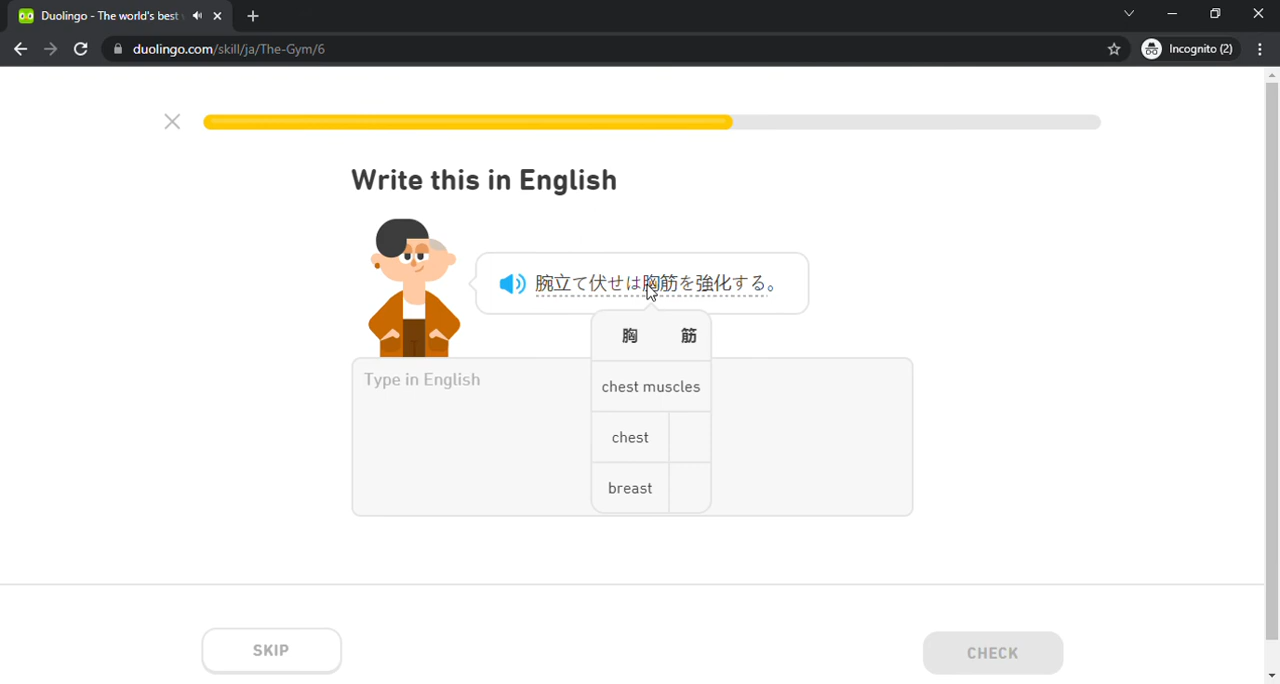 Duolingo - The world's best
duolingo.com/skill/ja/The-Gym/6
Incognito (2)
Write this in English
腕立て伏せは胸筋を強化する。
胸 筋
chest muscles
chest
breast
Type in English
SKIP
CHECK